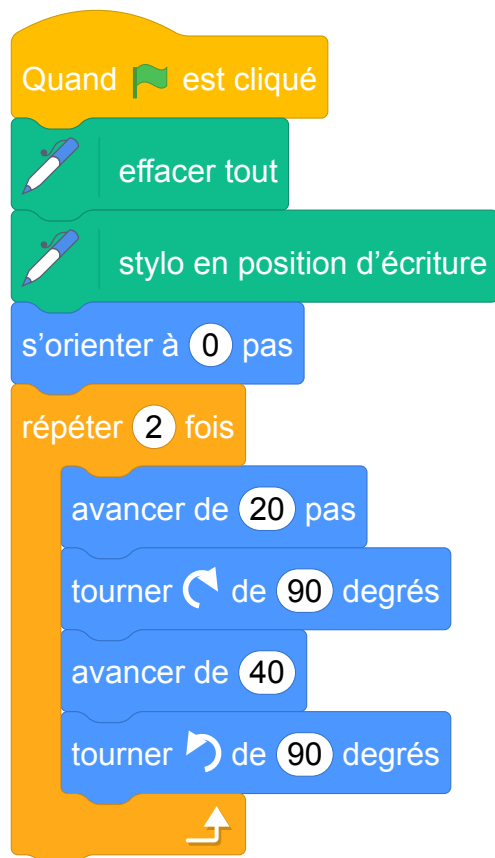 Quand est cliqué
effacer tout
stylo en position d’écriture
s’orienter à 0 pas
répéter 2 fois
avancer de 20 pas
tourner de 90 degrés
avancer de 40
tourner de 90 degrés